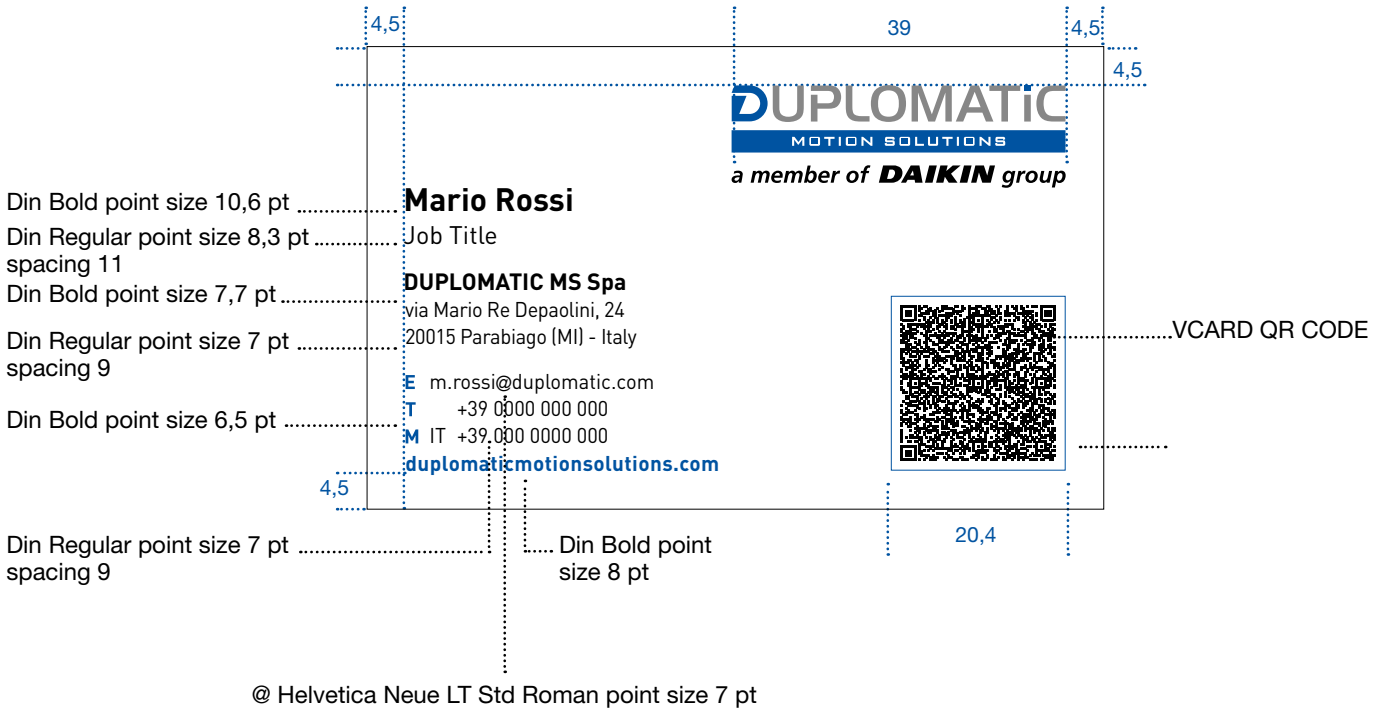 4,5
39
4,5
4,5
DUPLOMATiC
MOTION SOLUTIONS
a member of DAIKIN group
Din Bold point size 10,6 pt
Mario Rossi
Din Regular point size 8,3 pt
spacing 11
Job Title
Din Bold point size 7,7 pt
DUPLOMATIC MS Spa
via Mario Re Depaolini, 24
20015 Parabiago (MI) - Italy
Din Regular point size 7 pt
spacing 9
VCARD QR CODE
E m.rossi@duplomatic.com
T +39 0000 000 000
M IT +39 000 0000 000
Din Bold point size 6,5 pt
duplomaticmotionsolutions.com
4,5
20,4
Din Regular point size 7 pt
spacing 9
Din Bold point
size 8 pt
@ Helvetica Neue LT Std Roman point size 7 pt